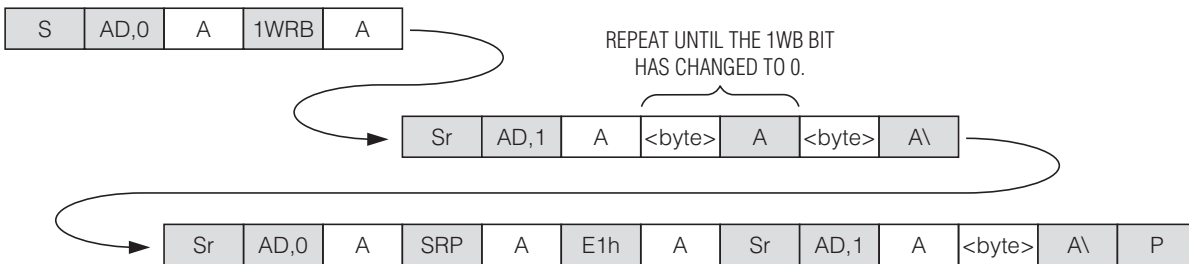 S AD,0 A 1WRB A
REPEAT UNTIL THE 1WB BIT
HAS CHANGED TO 0.
Sr AD,1 A <byte> A <byte> A\
Sr AD,0 A SRP A E1h A Sr AD,1 A <byte> A\ P